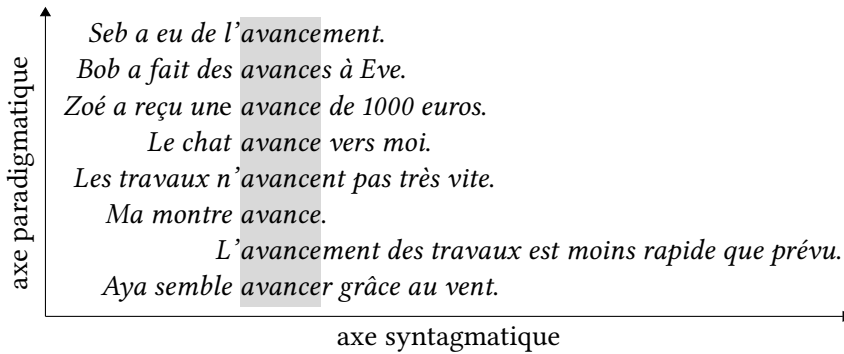 axe paradigmatique
Seb a eu de l’avancement.
Bob a fait des avances à Eve.
Zoé a reçu une avance de 1000 euros.
Le chat avance vers moi.
Les travaux n’avancent pas très vite.
Ma montre avance.
L’avancement des travaux est moins rapide que prévu.
Aya semble avancer grâce au vent.
axe syntagmatique